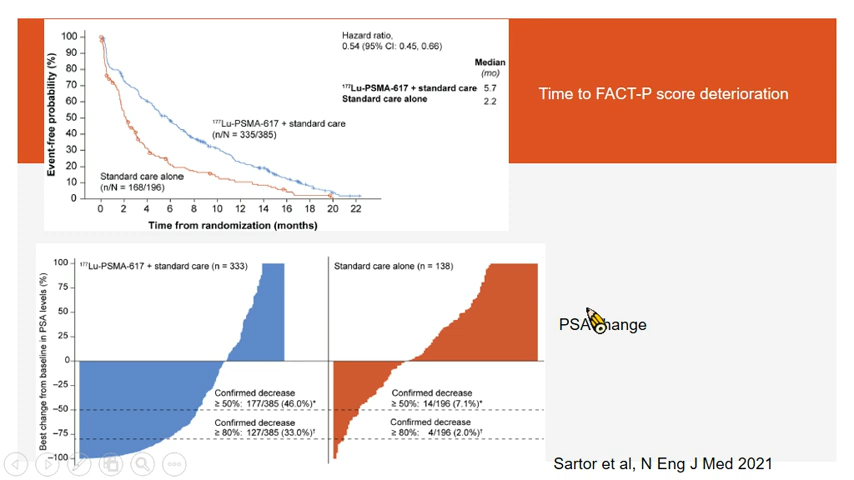 Time to FACT-P score deterioration
Hazard ratio,
0.54 (95% CI: 0.45, 0.66)
Median
(mo)
¹⁷⁷Lu-PSMA-617 + standard care 5.7
Standard care alone 2.2
Event-free probability (%)
100
90
80
70
60
50
40
30
20
10
0
¹⁷⁷Lu-PSMA-617 + standard care
(n/N = 335/385)
Standard care alone
(n/N = 168/196)
0 2 4 6 8 10 12 14 16 18 20 22
Time from randomization (months)
Best change from baseline in PSA levels (%)
100
75
50
25
0
−25
−50
−75
−100
¹⁷⁷Lu-PSMA-617 + standard care (n = 333)
Confirmed decrease
≥ 50%: 177/385 (46.0%)*
Confirmed decrease
≥ 80%: 127/385 (33.0%)†
Standard care alone (n = 138)
Confirmed decrease
≥ 50%: 14/196 (7.1%)*
Confirmed decrease
≥ 80%: 4/196 (2.0%)†
PSA change
Sartor et al, N Eng J Med 2021